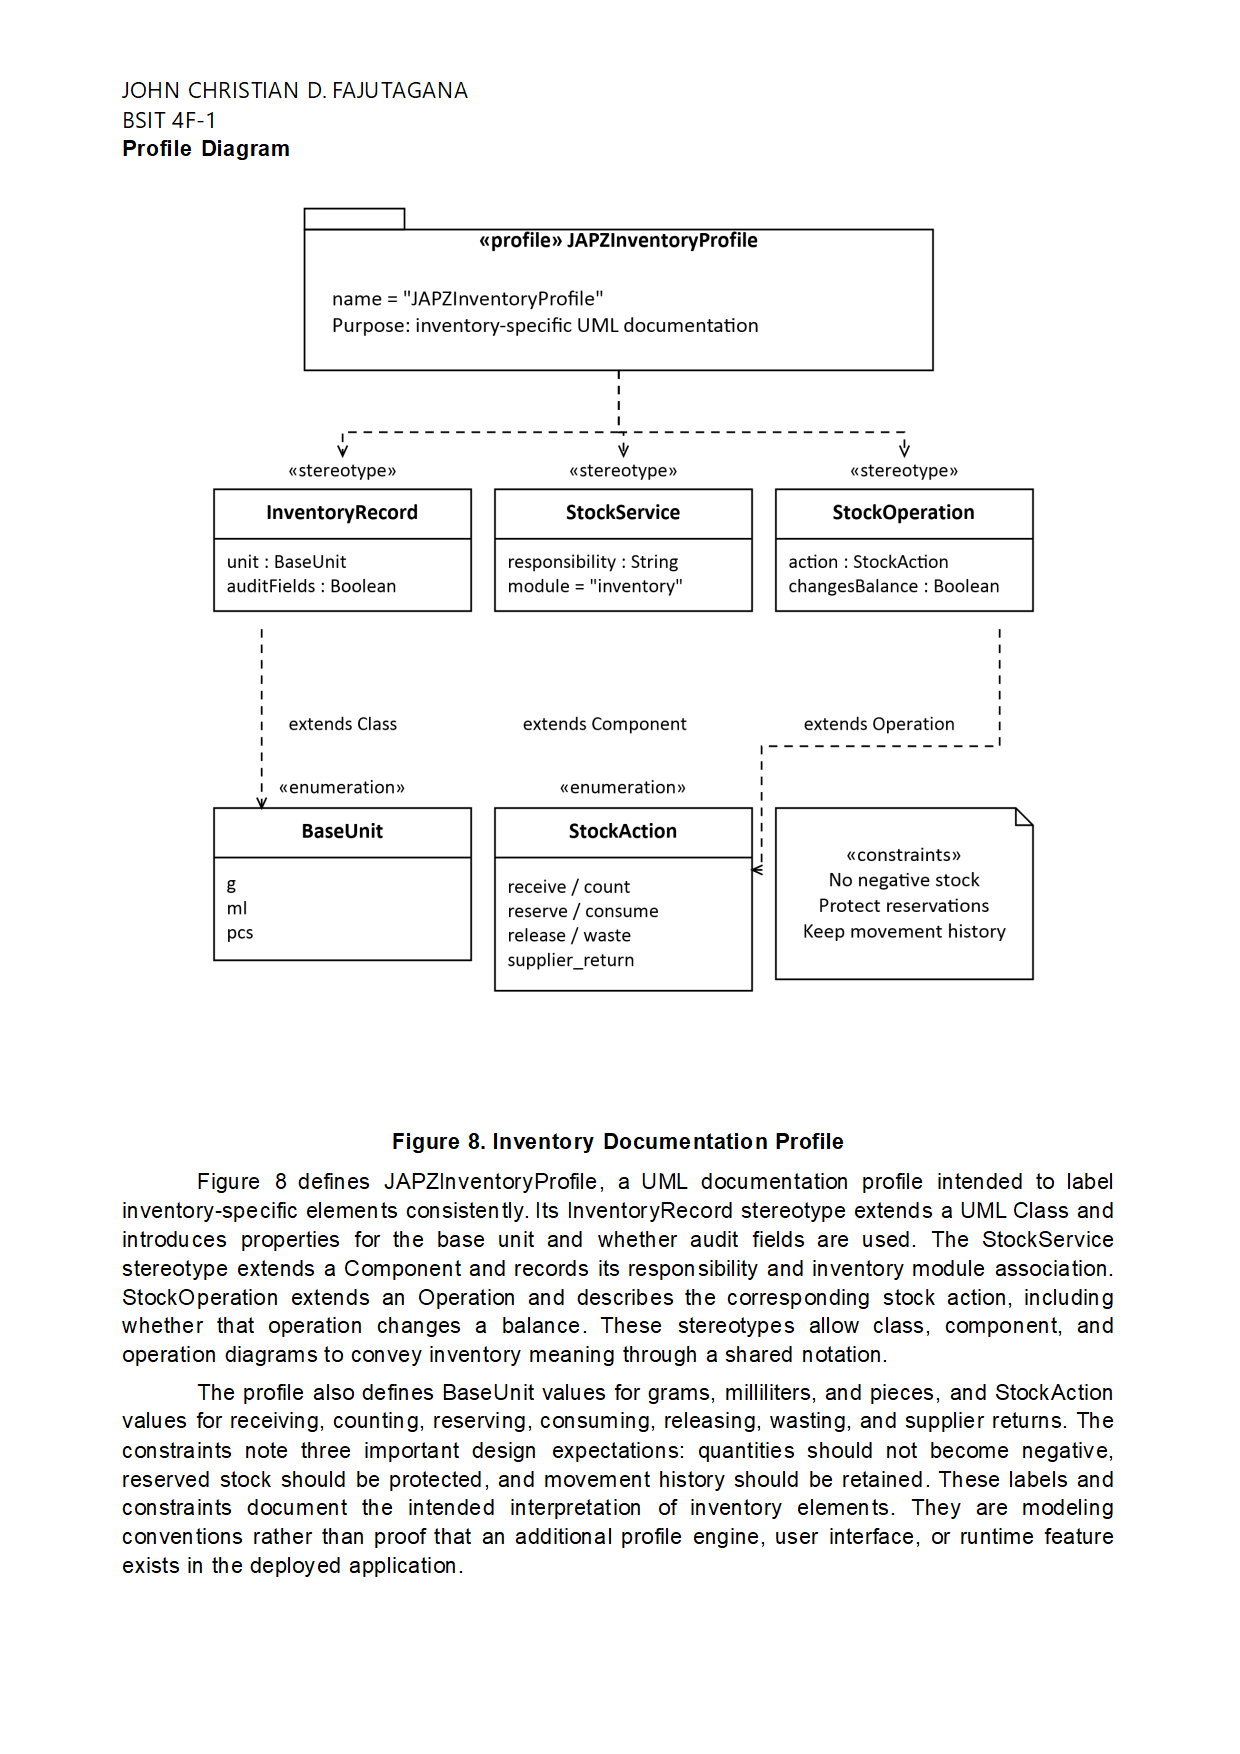 JOHN CHRISTIAN D. FAJUTAGANA
BSIT 4F-1
Profile Diagram
«profile» JAPZInventoryProfile
name = "JAPZInventoryProfile"
Purpose: inventory-specific UML documentation
«stereotype» «stereotype» «stereotype»
InventoryRecord StockService StockOperation
unit : BaseUnit responsibility : String action : StockAction
auditFields : Boolean module = "inventory" changesBalance : Boolean
extends Class extends Component extends Operation
«enumeration» «enumeration»
BaseUnit StockAction
g
ml
pcs
receive / count
reserve / consume
release / waste
supplier_return
«constraints»
No negative stock
Protect reservations
Keep movement history
Figure 8. Inventory Documentation Profile
Figure 8 defines JAPZInventoryProfile, a UML documentation profile intended to label
inventory-specific elements consistently. Its InventoryRecord stereotype extends a UML Class and
introduces properties for the base unit and whether audit fields are used. The StockService
stereotype extends a Component and records its responsibility and inventory module association.
StockOperation extends an Operation and describes the corresponding stock action, including
whether that operation changes a balance. These stereotypes allow class, component, and
operation diagrams to convey inventory meaning through a shared notation.
The profile also defines BaseUnit values for grams, milliliters, and pieces, and StockAction
values for receiving, counting, reserving, consuming, releasing, wasting, and supplier returns. The
constraints note three important design expectations: quantities should not become negative,
reserved stock should be protected, and movement history should be retained. These labels and
constraints document the intended interpretation of inventory elements. They are modeling
conventions rather than proof that an additional profile engine, user interface, or runtime feature
exists in the deployed application.